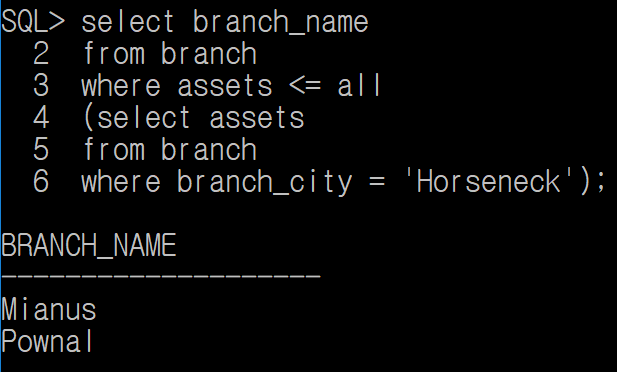 SQL> select branch_name
2 from branch
3 where assets <= all
4 (select assets
5 from branch
6 where branch_city = 'Horseneck');
BRANCH_NAME
--------------------
Mianus
Pownal